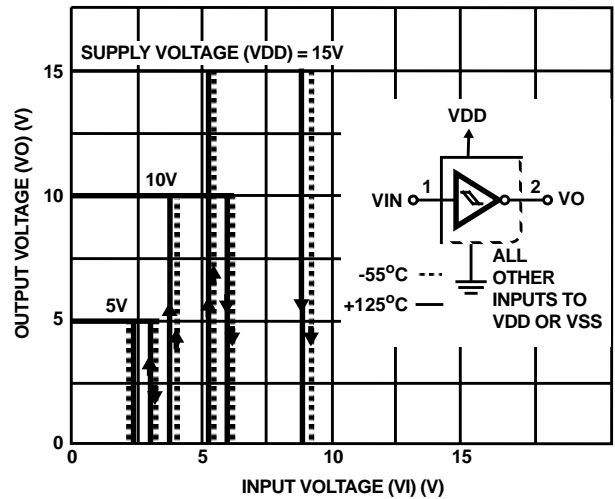 SUPPLY VOLTAGE (VDD) = 15V
15
10V
10
5V
5
0
0
5
10
15
OUTPUT VOLTAGE (VO) (V)
INPUT VOLTAGE (VI) (V)
VDD
VIN
1
2
VO
-55°C
+125°C
ALL
OTHER
INPUTS TO
VDD OR VSS